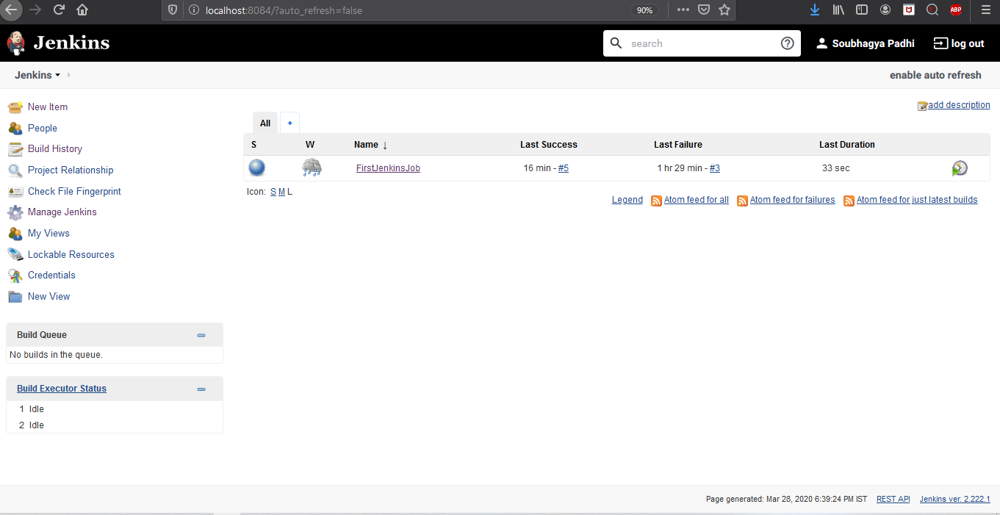 localhost:8084/?auto_refresh=false
90%
ABP
Jenkins
search
Soubhagya Padhi
log out
Jenkins
enable auto refresh
New Item
People
Build History
Project Relationship
Check File Fingerprint
Manage Jenkins
My Views
Lockable Resources
Credentials
New View
Build Queue
No builds in the queue.
Build Executor Status
1 Idle
2 Idle
add description
All +
S W Name ↓ Last Success Last Failure Last Duration
FirstJenkinsJob 16 min - #5 1 hr 29 min - #3 33 sec
Icon: S M L
Legend Atom feed for all Atom feed for failures Atom feed for just latest builds
Page generated: Mar 28, 2020 6:39:24 PM IST REST API Jenkins ver. 2.222.1